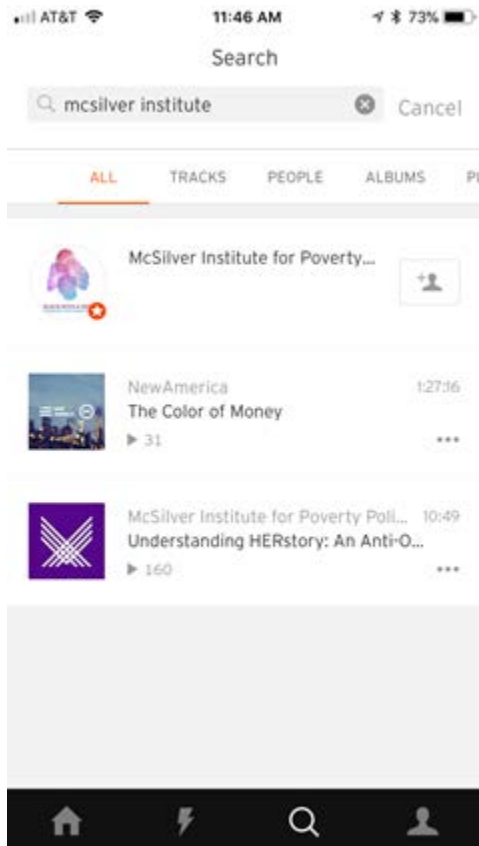 AT&T 11:46 AM 73%
Search
mcsilver institute Cancel
ALL TRACKS PEOPLE ALBUMS PL
McSilver Institute for Poverty...
NewAmerica 1:27:16
The Color of Money
31
McSilver Institute for Poverty Poli... 10:49
Understanding HERstory: An Anti-O...
160